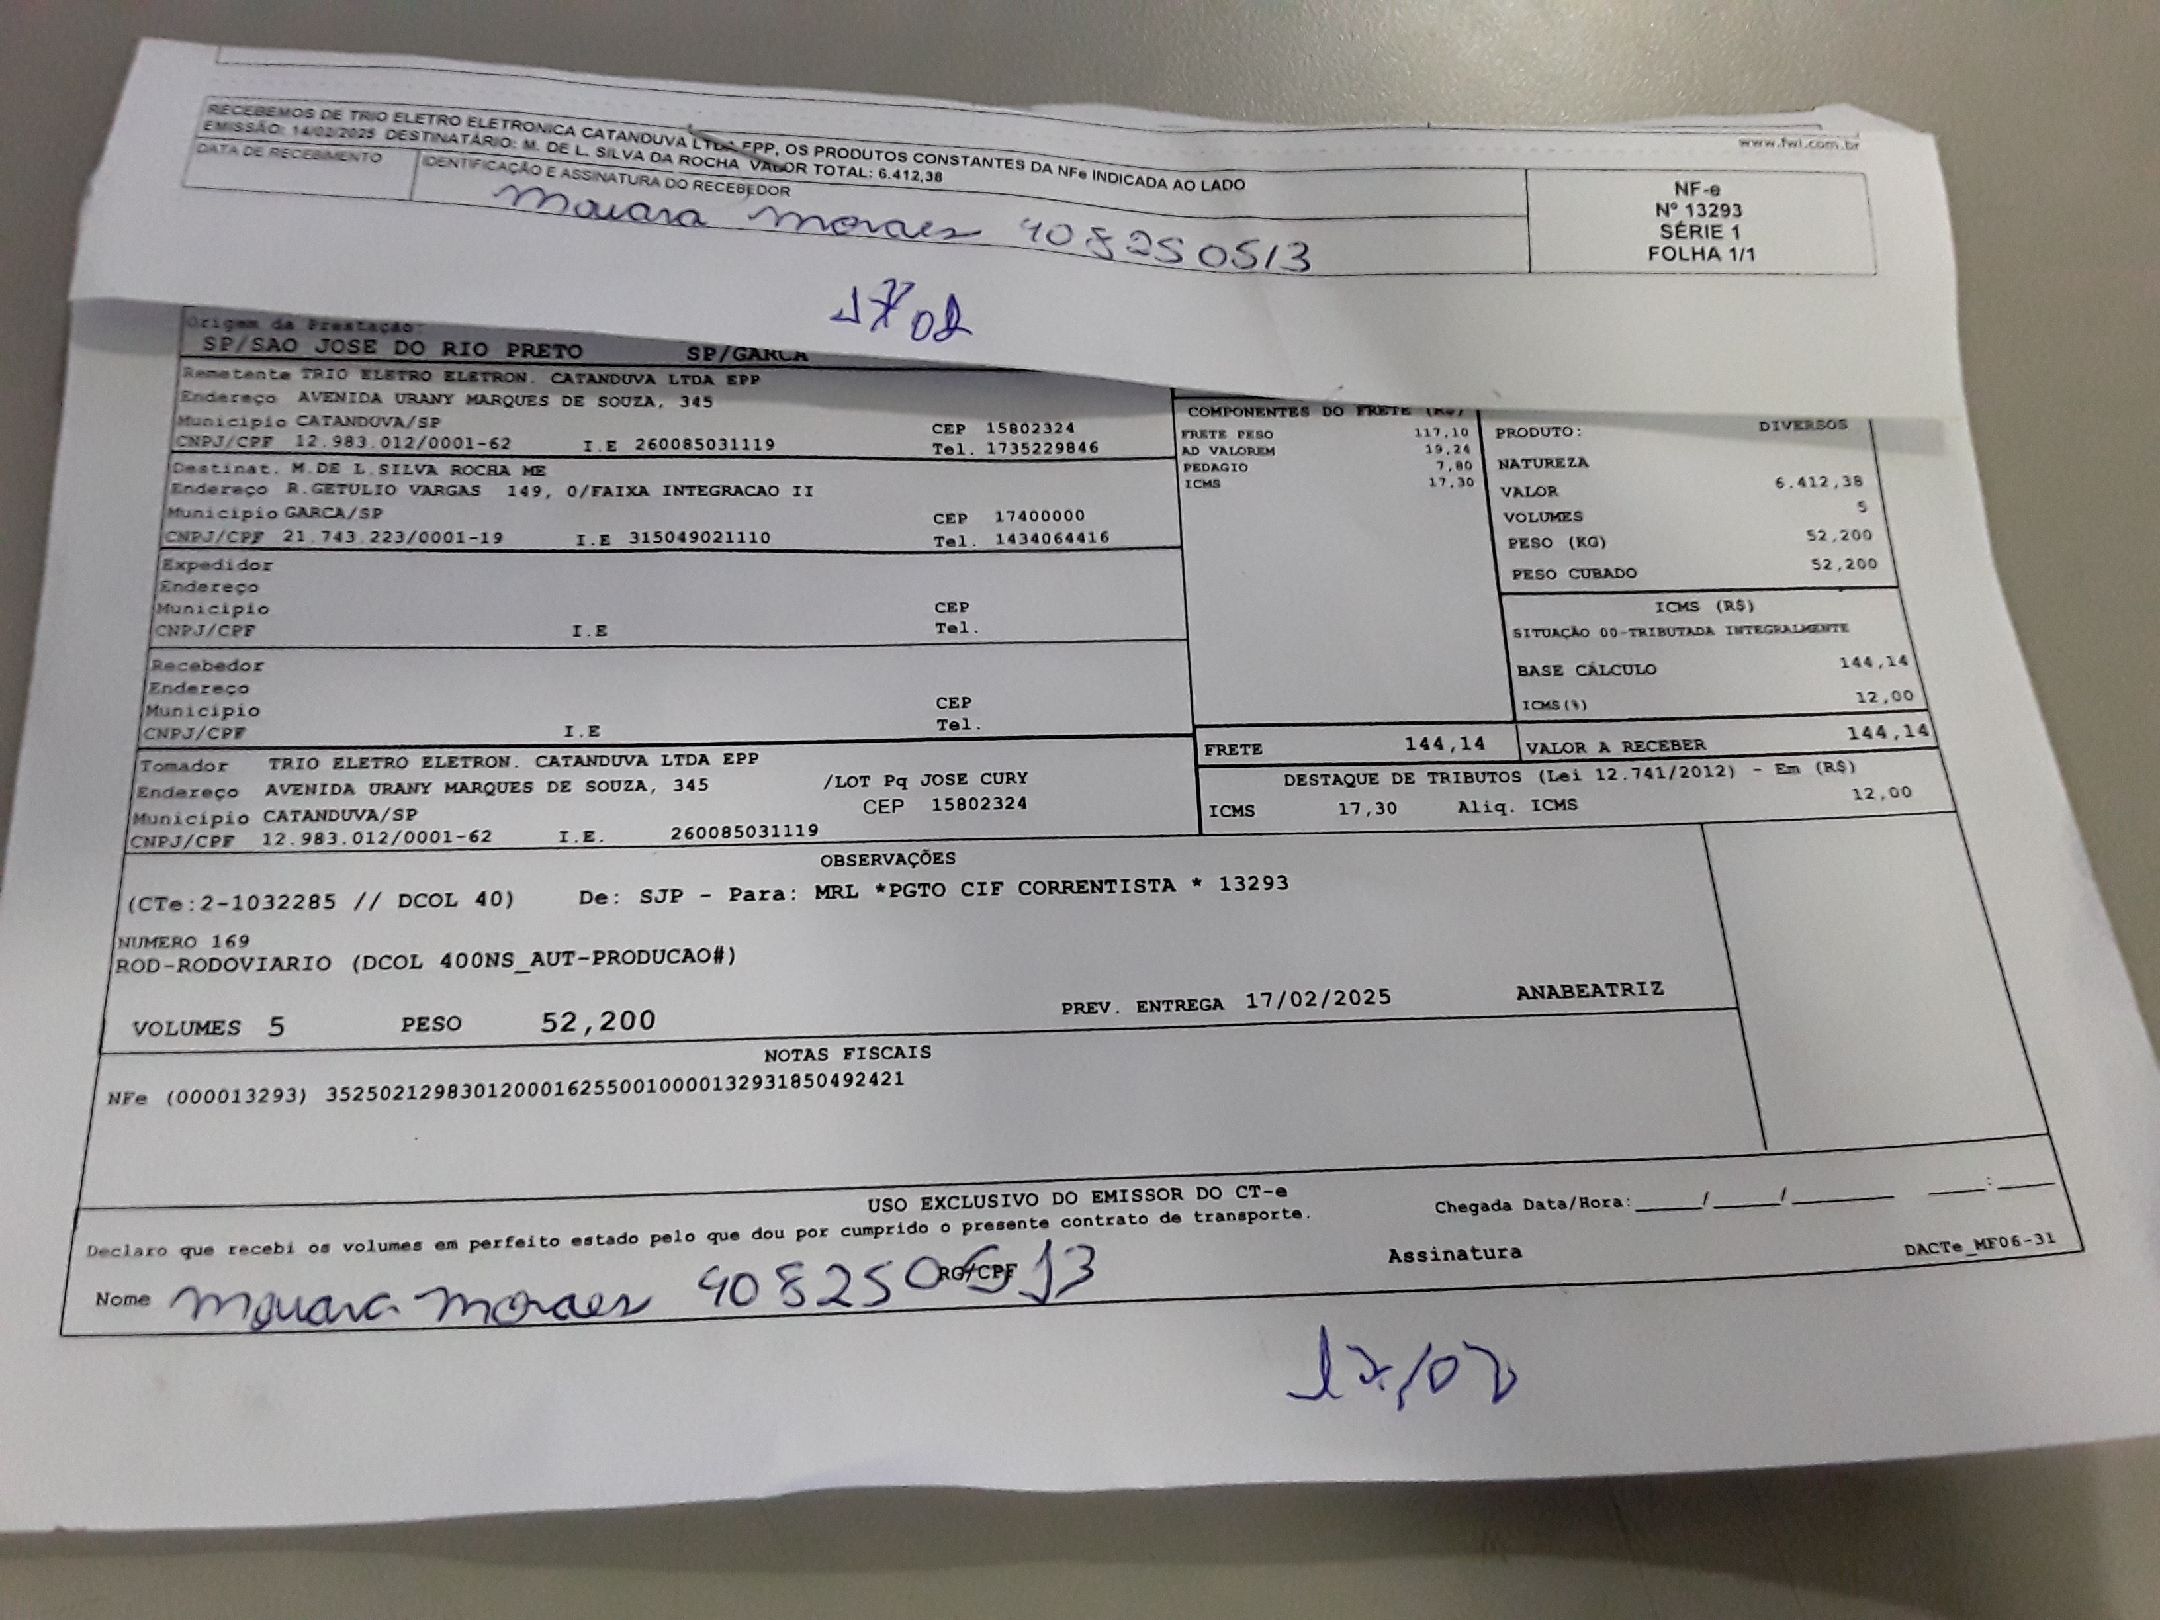 www.fwi.com.br
RECEBEMOS DE TRIO ELETRO ELETRONICA CATANDUVA LTDA EPP, OS PRODUTOS CONSTANTES DA NFe INDICADA AO LADO
EMISSÃO: 14/02/2025 DESTINATÁRIO: M. DE L. SILVA DA ROCHA VALOR TOTAL: 6.412,38
DATA DE RECEBIMENTO IDENTIFICAÇÃO E ASSINATURA DO RECEBEDOR
Moraes 408250513
NF-e
Nº 13293
SÉRIE 1
FOLHA 1/1
17/02
Origem da Prestação:
SP/SAO JOSE DO RIO PRETO SP/GARCA
Remetente TRIO ELETRO ELETRON. CATANDUVA LTDA EPP
Endereço AVENIDA URANY MARQUES DE SOUZA, 345
Município CATANDUVA/SP CEP 15802324
CNPJ/CPF 12.983.012/0001-62 I.E 260085031119 Tel. 1735229846
Destinat. M.DE L.SILVA ROCHA ME
Endereço R.GETULIO VARGAS 149, 0/FAIXA INTEGRACAO II
Município GARCA/SP CEP 17400000
CNPJ/CPF 21.743.223/0001-19 I.E 315049021110 Tel. 1434064416
Expedidor
Endereço
Município CEP
CNPJ/CPF I.E Tel.
Recebedor
Endereço
Município CEP
CNPJ/CPF I.E Tel.
Tomador TRIO ELETRO ELETRON. CATANDUVA LTDA EPP
Endereço AVENIDA URANY MARQUES DE SOUZA, 345 /LOT Pq JOSE CURY
Município CATANDUVA/SP CEP 15802324
CNPJ/CPF 12.983.012/0001-62 I.E. 260085031119
COMPONENTES DO FRETE (R$)
FRETE PESO 117,10
AD VALOREM 19,24
PEDAGIO 7,80
ICMS 17,30
PRODUTO: DIVERSOS
NATUREZA
VALOR 6.412,38
VOLUMES 5
PESO (KG) 52,200
PESO CUBADO 52,200
ICMS (R$)
SITUAÇÃO 00-TRIBUTADA INTEGRALMENTE
BASE CÁLCULO 144,14
ICMS(%) 12,00
FRETE 144,14 VALOR A RECEBER 144,14
DESTAQUE DE TRIBUTOS (Lei 12.741/2012) - Em (R$)
ICMS 17,30 Aliq. ICMS 12,00
OBSERVAÇÕES
(CTe:2-1032285 // DCOL 40) De: SJP - Para: MRL *PGTO CIF CORRENTISTA * 13293
NUMERO 169
ROD-RODOVIARIO (DCOL 400NS_AUT-PRODUCAO#)
VOLUMES 5 PESO 52,200 PREV. ENTREGA 17/02/2025 ANABEATRIZ
NOTAS FISCAIS
NFe (000013293) 35250212983012000162550010000132931850492421
USO EXCLUSIVO DO EMISSOR DO CT-e
Declaro que recebi os volumes em perfeito estado pelo que dou por cumprido o presente contrato de transporte.
Chegada Data/Hora:_____/_____/________ ____:____
Nome Moraes RG/CPF 408250513 Assinatura
DACTe_MF06-31
17/02